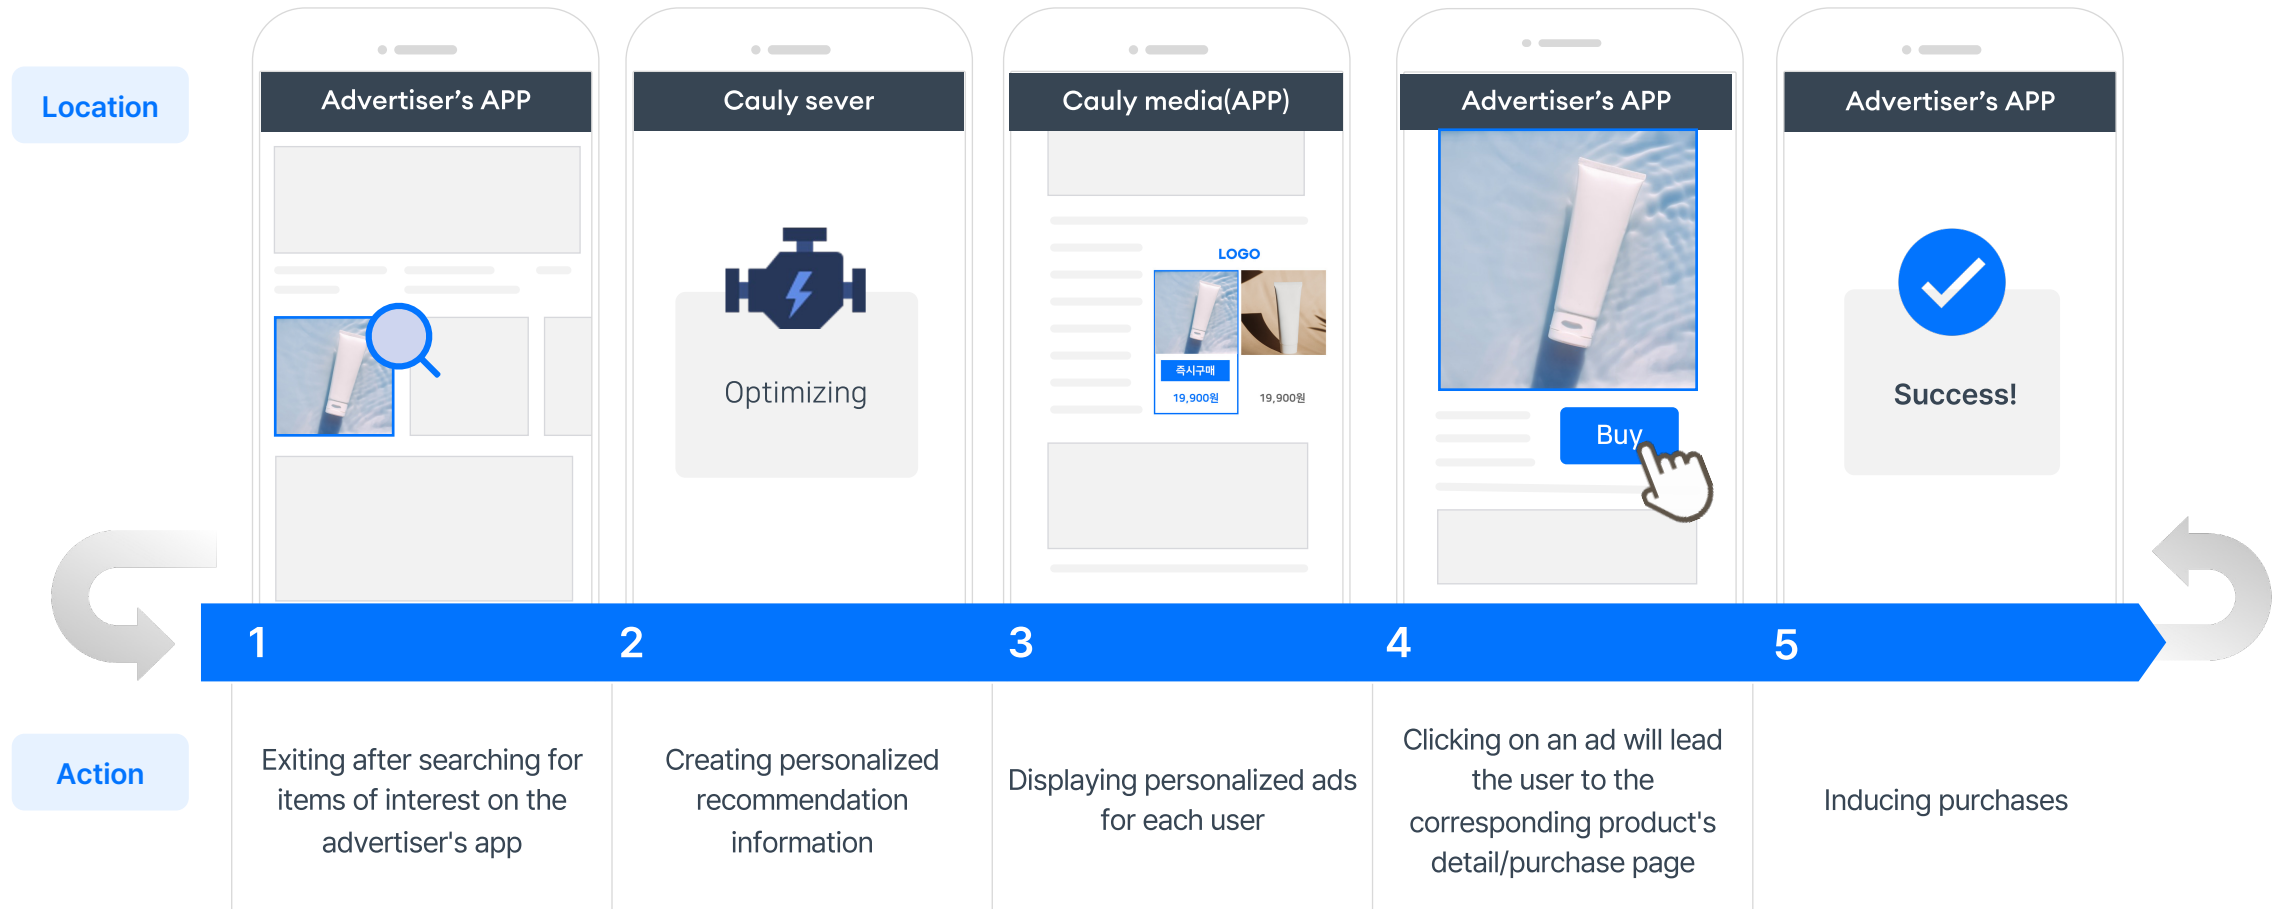 Location
Advertiser’s APP
Cauly sever
Cauly media(APP)
Advertiser’s APP
Advertiser’s APP
Optimizing
LOGO
즉시구매
19,900원
19,900원
Buy
Success!
1
2
3
4
5
Action
Exiting after searching for
items of interest on the
advertiser's app
Creating personalized
recommendation
information
Displaying personalized ads
for each user
Clicking on an ad will lead
the user to the
corresponding product's
detail/purchase page
Inducing purchases